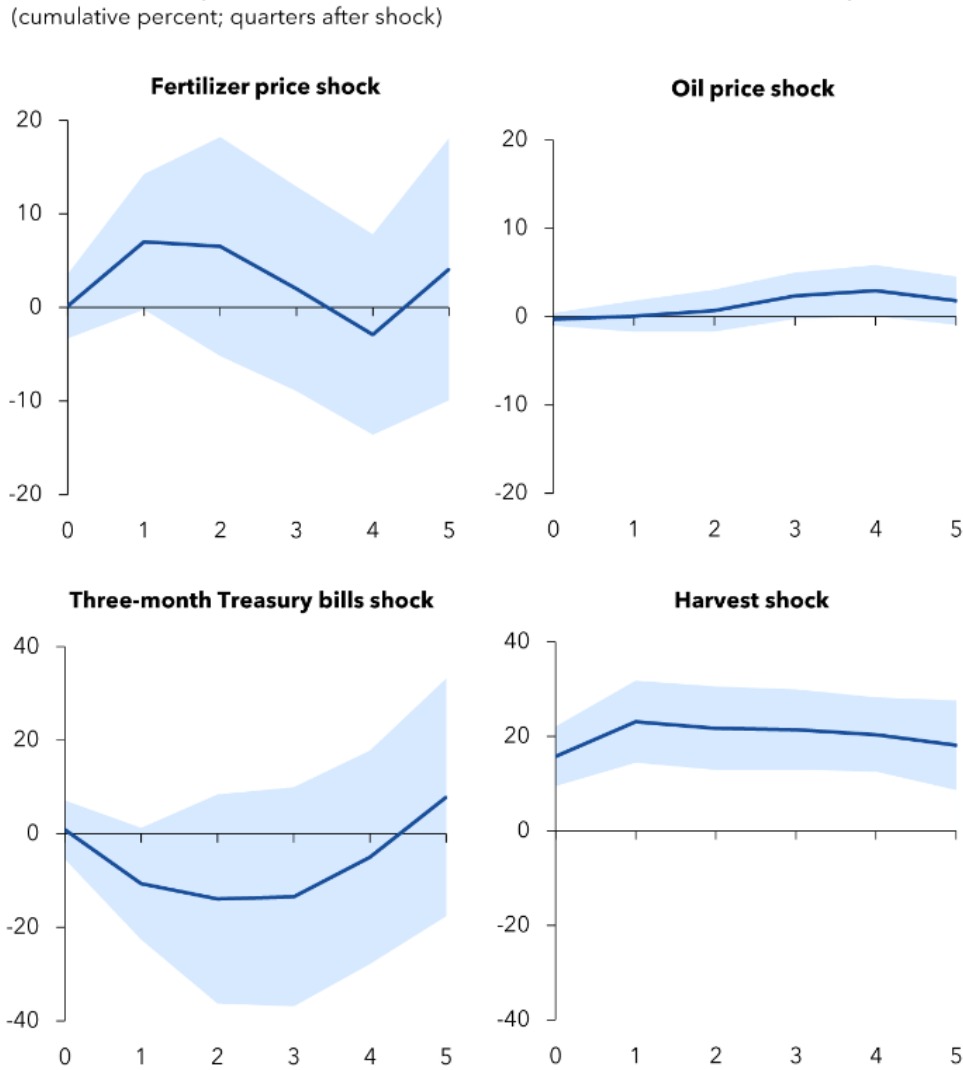 (cumulative percent; quarters after shock)
Fertilizer price shock
20
10
0
-10
-20
0 1 2 3 4 5
Oil price shock
20
10
0
-10
-20
0 1 2 3 4 5
Three-month Treasury bills shock
40
20
0
-20
-40
0 1 2 3 4 5
Harvest shock
40
20
0
-20
-40
0 1 2 3 4 5